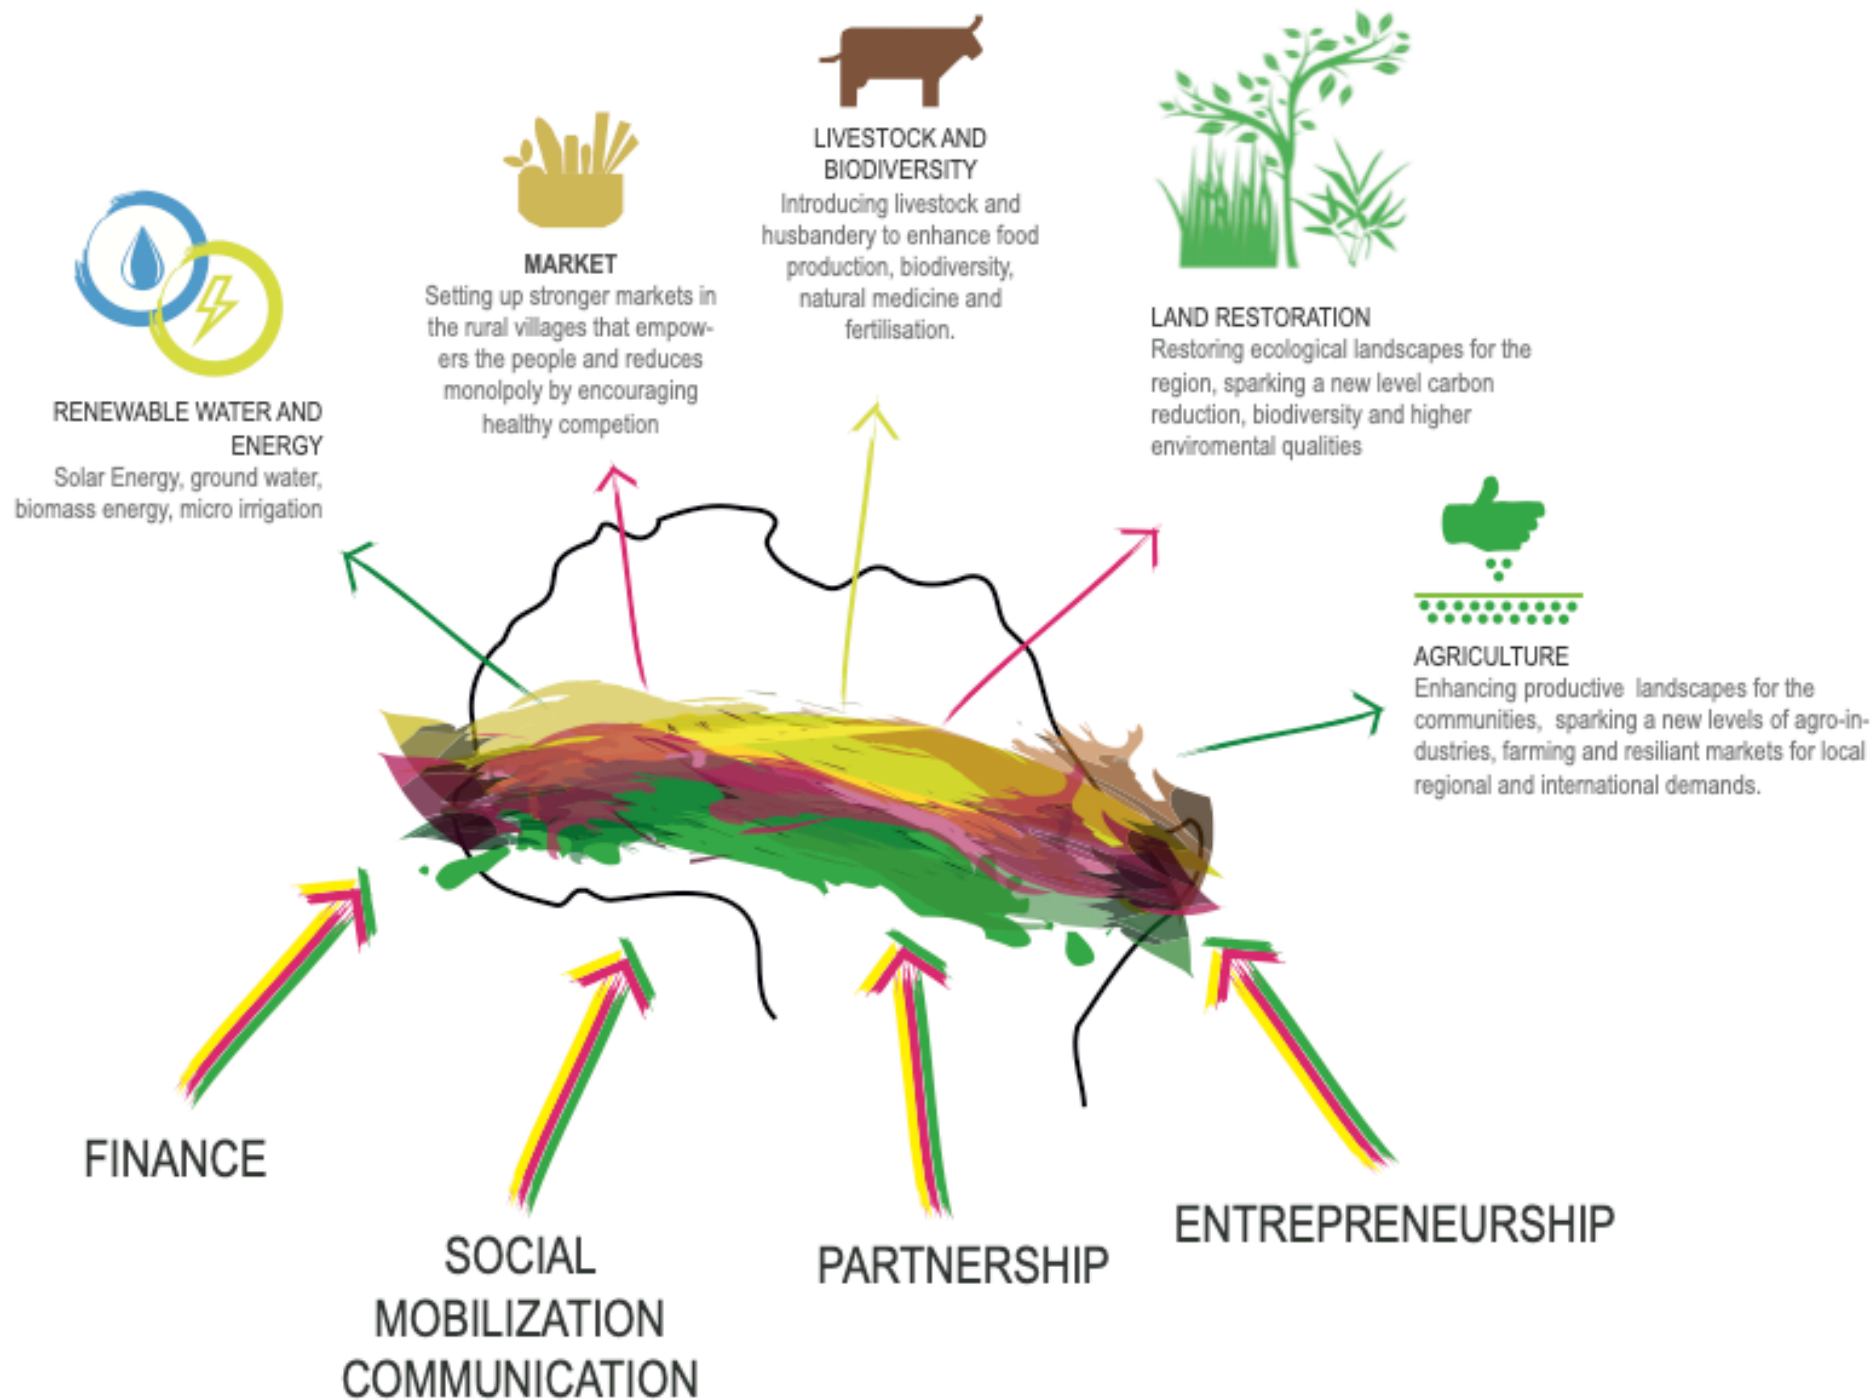 RENEWABLE WATER AND
ENERGY
Solar Energy, ground water,
biomass energy, micro irrigation
MARKET
Setting up stronger markets in
the rural villages that empow-
ers the people and reduces
monolpoly by encouraging
healthy competion
LIVESTOCK AND
BIODIVERSITY
Introducing livestock and
husbandery to enhance food
production, biodiversity,
natural medicine and
fertilisation.
LAND RESTORATION
Restoring ecological landscapes for the
region, sparking a new level carbon
reduction, biodiversity and higher
enviromental qualities
AGRICULTURE
Enhancing productive landscapes for the
communities, sparking a new levels of agro-in-
dustries, farming and resiliant markets for local
regional and international demands.
FINANCE
SOCIAL
MOBILIZATION
COMMUNICATION
PARTNERSHIP
ENTREPRENEURSHIP